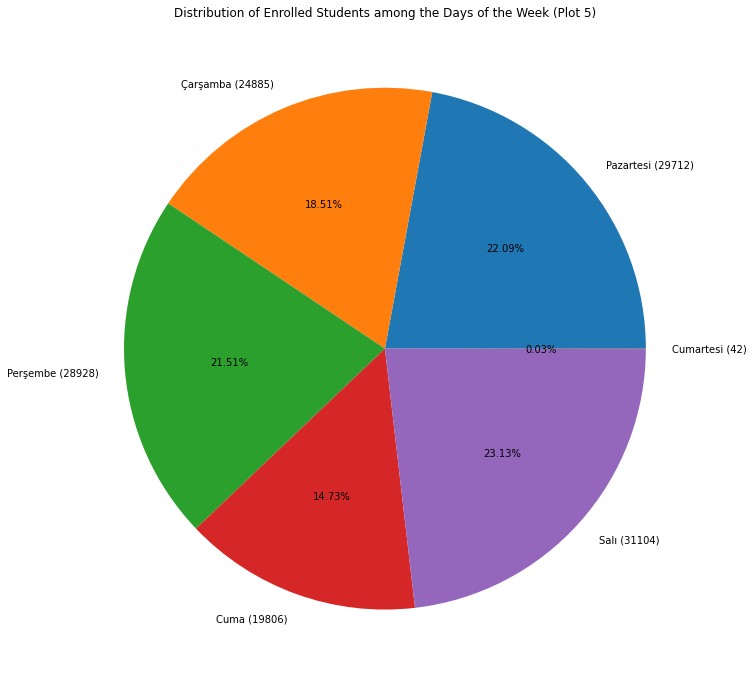 Distribution of Enrolled Students among the Days of the Week (Plot 5)
Çarşamba (24885)
Pazartesi (29712)
18.51%
22.09%
Cumartesi (42)
0.03%
Perşembe (28928)
21.51%
23.13%
14.73%
Salı (31104)
Cuma (19806)